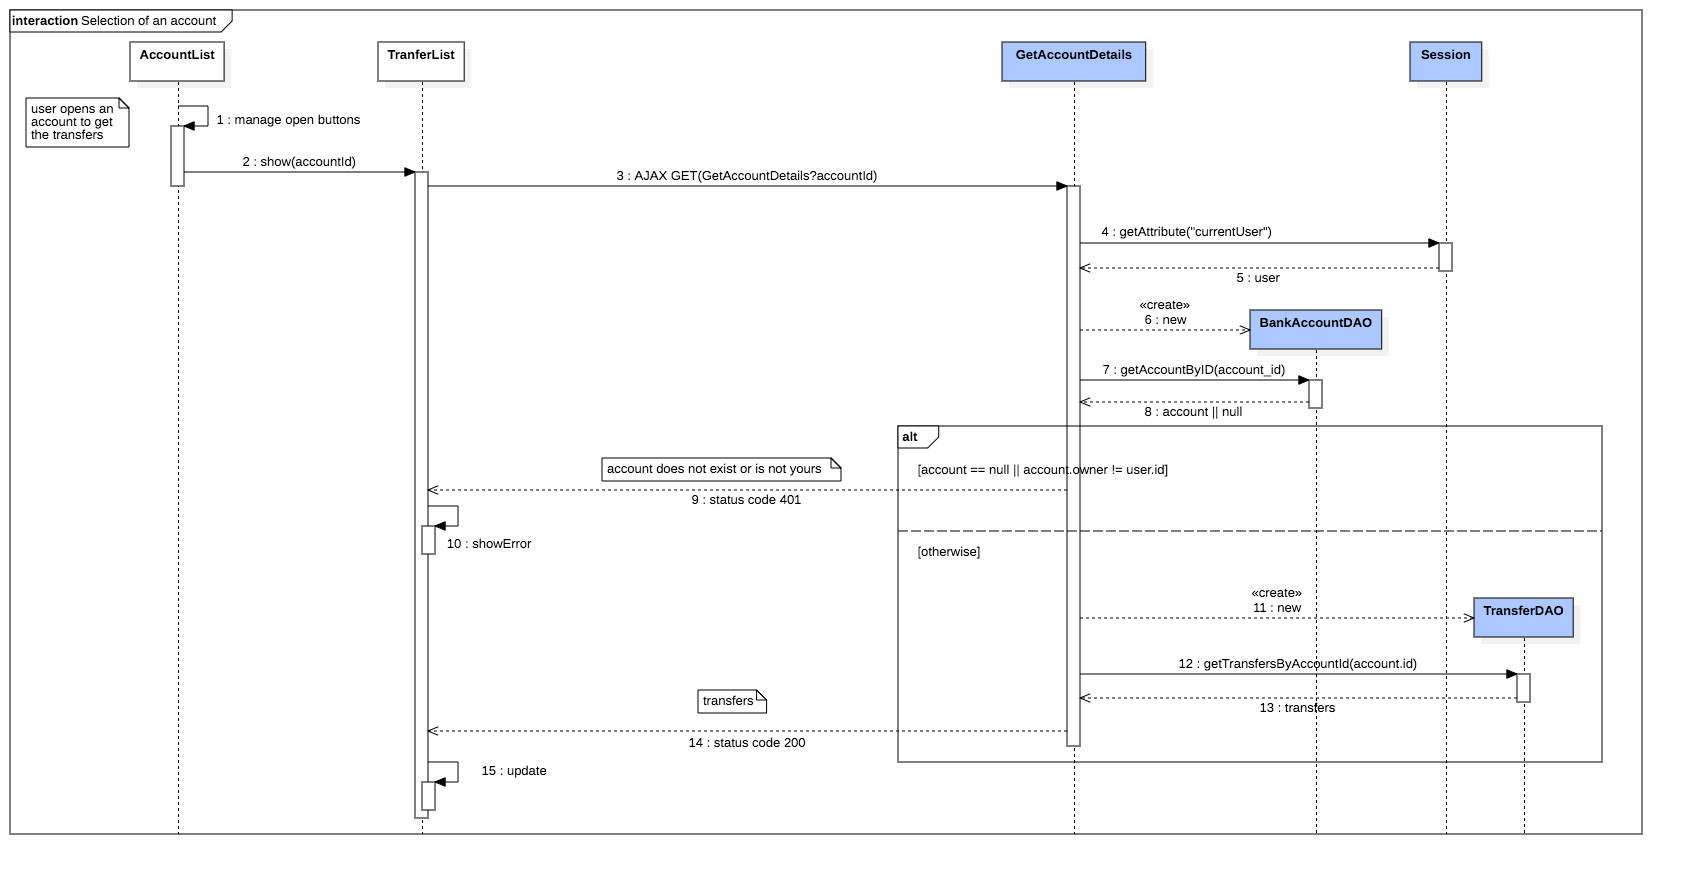 interaction Selection of an account
AccountList
TranferList
GetAccountDetails
Session
user opens an
account to get
the transfers
1 : manage open buttons
2 : show(accountId)
3 : AJAX GET(GetAccountDetails?accountId)
4 : getAttribute("currentUser")
5 : user
«create»
6 : new
BankAccountDAO
7 : getAccountByID(account_id)
8 : account || null
alt
[account == null || account.owner != user.id]
account does not exist or is not yours
9 : status code 401
10 : showError
[otherwise]
«create»
11 : new
TransferDAO
12 : getTransfersByAccountId(account.id)
13 : transfers
transfers
14 : status code 200
15 : update